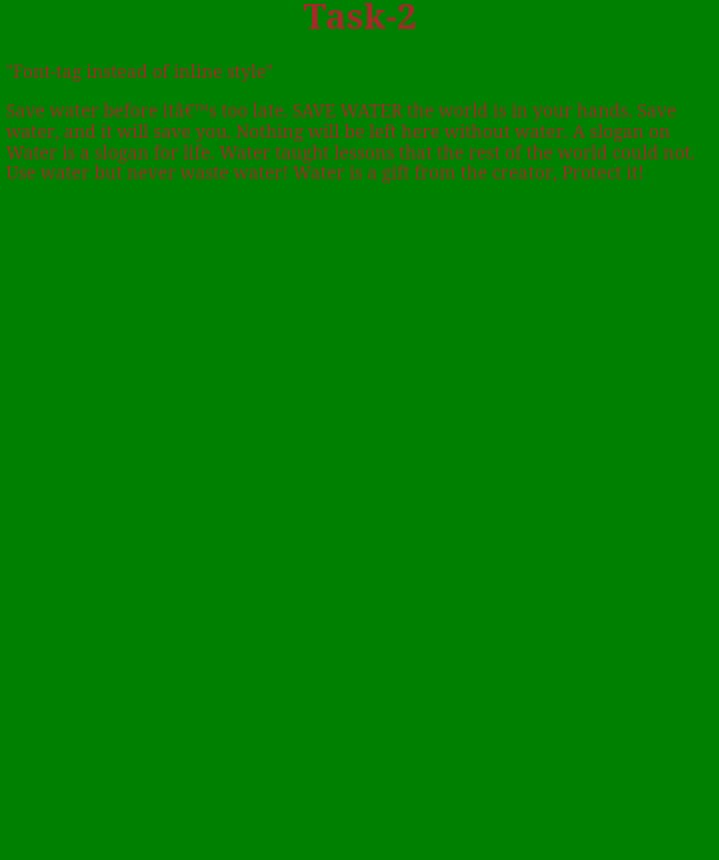 Task-2
"Font-tag instead of inline style"
Save water before itâ€™s too late. SAVE WATER the world is in your hands. Save
water, and it will save you. Nothing will be left here without water. A slogan on
Water is a slogan for life. Water taught lessons that the rest of the world could not.
Use water but never waste water! Water is a gift from the creator, Protect it!